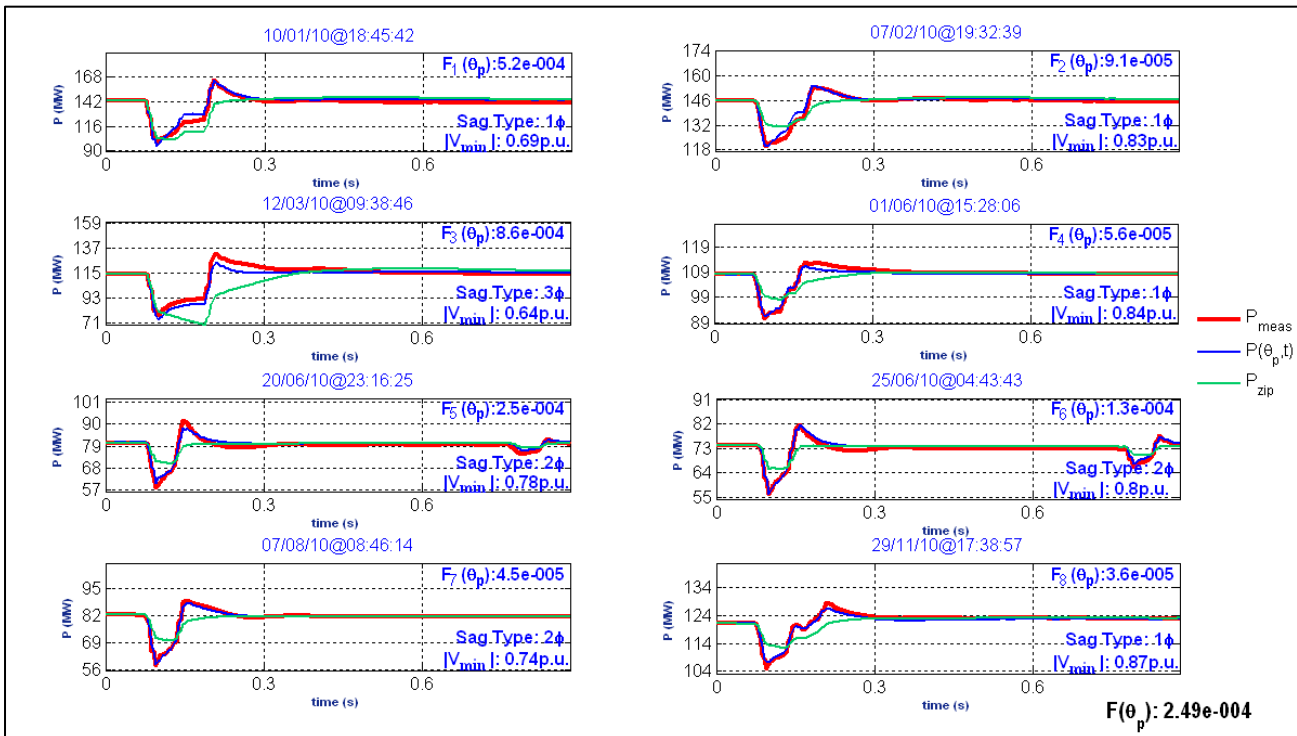 10/01/10@18:45:42
F1(θp):5.2e-004
P (MW)
168
142
116
90
Sag.Type: 1ϕ
|Vmin|: 0.69p.u.
0
0.3
0.6
time (s)
07/02/10@19:32:39
F2(θp):9.1e-005
P (MW)
174
160
146
132
118
Sag.Type: 1ϕ
|Vmin|: 0.83p.u.
0
0.3
0.6
time (s)
12/03/10@09:38:46
F3(θp):8.6e-004
P (MW)
159
137
115
93
71
Sag.Type: 3ϕ
|Vmin|: 0.64p.u.
0
0.3
0.6
time (s)
01/06/10@15:28:06
F4(θp):5.6e-005
P (MW)
119
109
99
89
Sag.Type: 1ϕ
|Vmin|: 0.84p.u.
0
0.3
0.6
time (s)
Pmeas
P(θp,t)
Pzip
20/06/10@23:16:25
F5(θp):2.5e-004
P (MW)
101
90
79
68
57
Sag.Type: 2ϕ
|Vmin|: 0.78p.u.
0
0.3
0.6
time (s)
25/06/10@04:43:43
F6(θp):1.3e-004
P (MW)
91
82
73
64
55
Sag.Type: 2ϕ
|Vmin|: 0.8p.u.
0
0.3
0.6
time (s)
07/08/10@08:46:14
F7(θp):4.5e-005
P (MW)
95
82
69
56
Sag.Type: 2ϕ
|Vmin|: 0.74p.u.
0
0.3
0.6
time (s)
29/11/10@17:38:57
F8(θp):3.6e-005
P (MW)
134
124
114
104
Sag.Type: 1ϕ
|Vmin|: 0.87p.u.
0
0.3
0.6
time (s)
F(θp): 2.49e-004